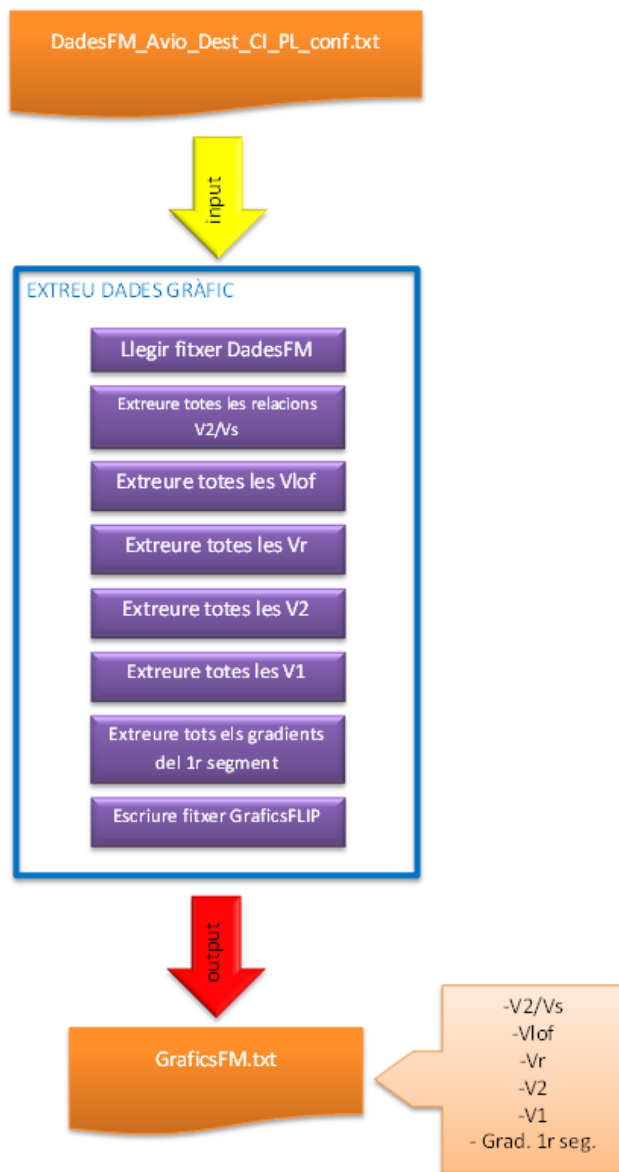 DadesFM_Avio_Dest_CI_PL_conf.txt
input
EXTREU DADES GRÀFIC
Llegir fitxer DadesFM
Extreure totes les relacions
V2/Vs
Extreure totes les Vlof
Extreure totes les Vr
Extreure totes les V2
Extreure totes les V1
Extreure tots els gradients
del 1r segment
Escriure fitxer GraficsFLIP
output
GraficsFM.txt
-V2/Vs
-Vlof
-Vr
-V2
-V1
- Grad. 1r seg.